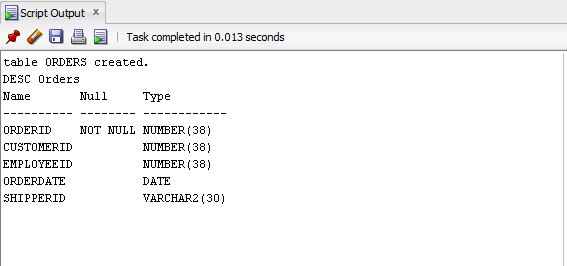 Script Output x
Task completed in 0.013 seconds
table ORDERS created.
DESC Orders
Name       Null     Type
---------- -------- ------------
ORDERID    NOT NULL NUMBER(38)
CUSTOMERID          NUMBER(38)
EMPLOYEEID          NUMBER(38)
ORDERDATE           DATE
SHIPPERID           VARCHAR2(30)